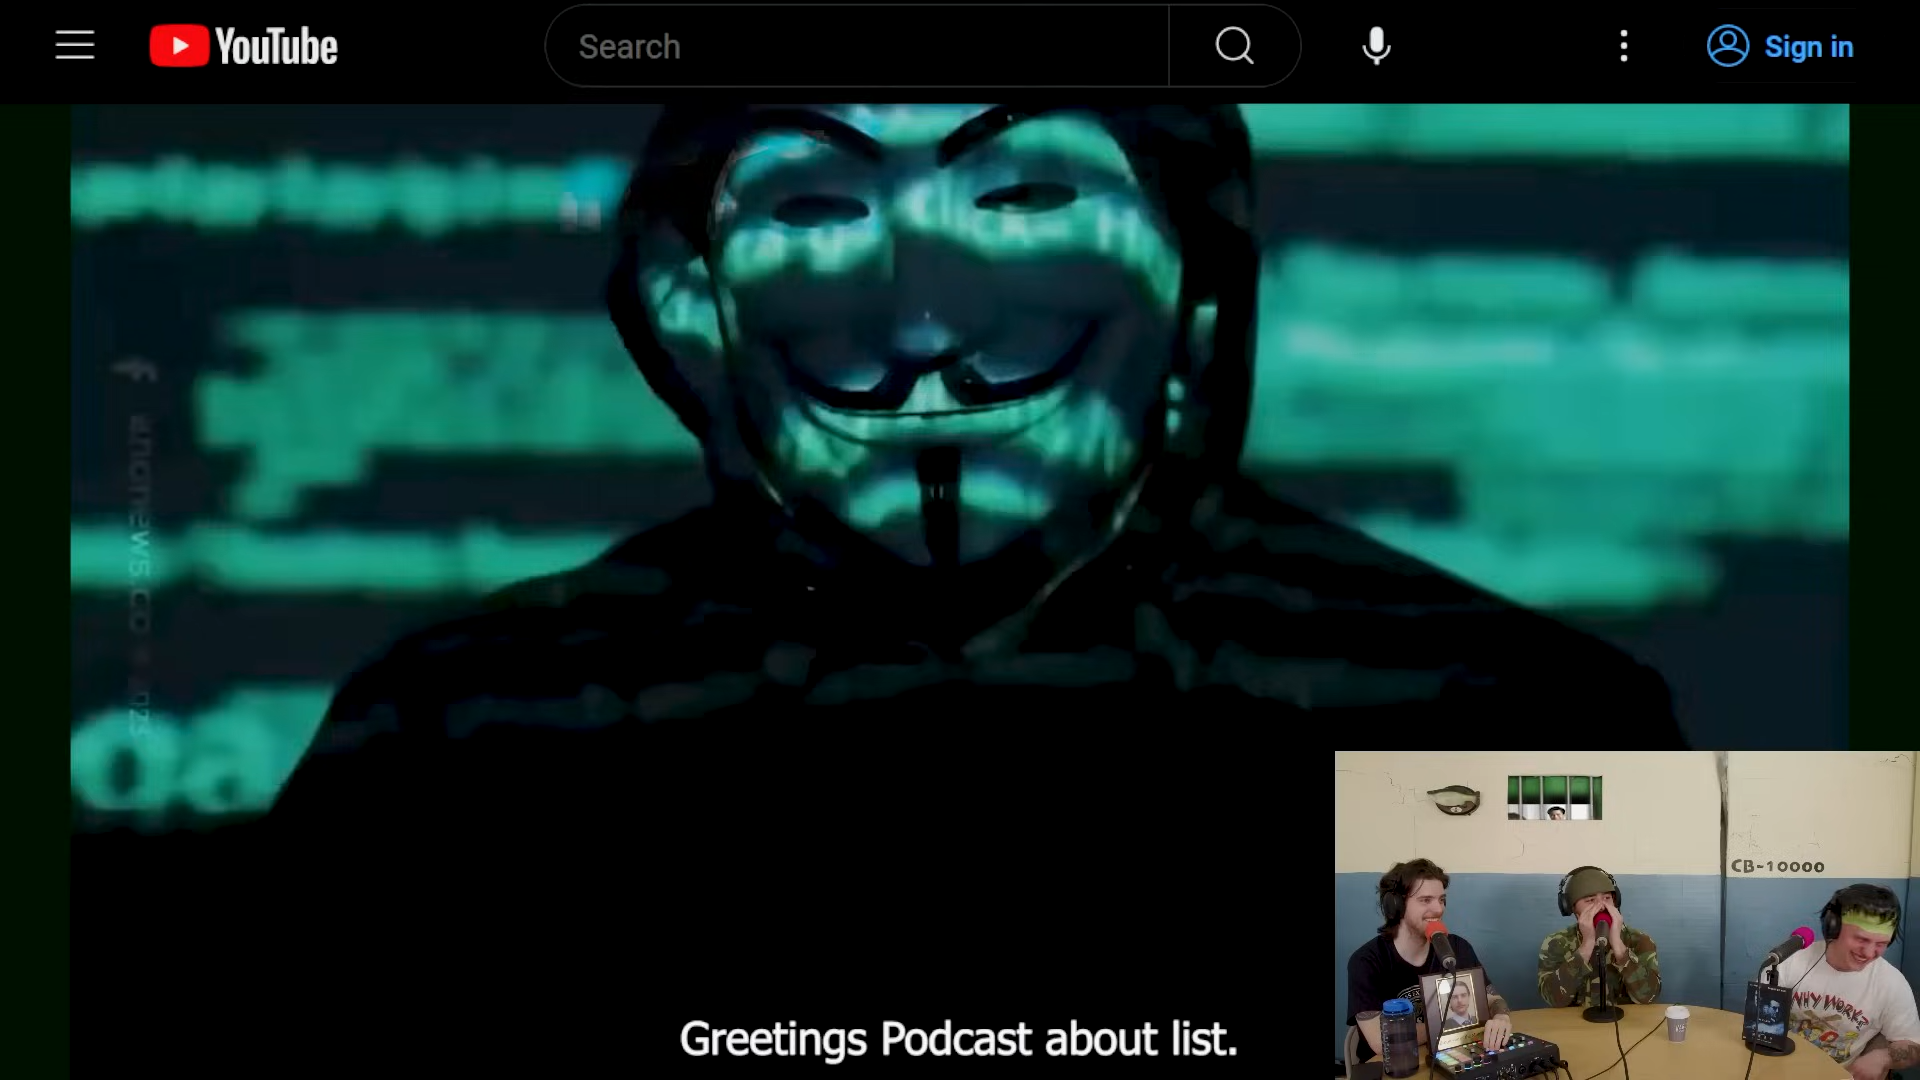 YouTube
Search
Sign in
CB-10000
WHY WORK?
Greetings Podcast about list.